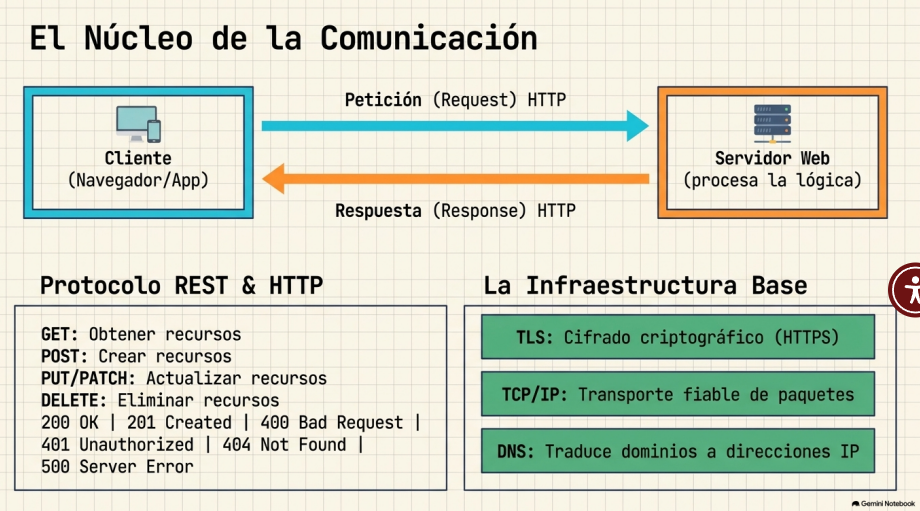 El Núcleo de la Comunicación
Petición (Request) HTTP
Cliente
(Navegador/App)
Servidor Web
(procesa la lógica)
Respuesta (Response) HTTP
Protocolo REST & HTTP
GET: Obtener recursos
POST: Crear recursos
PUT/PATCH: Actualizar recursos
DELETE: Eliminar recursos
200 OK | 201 Created | 400 Bad Request |
401 Unauthorized | 404 Not Found |
500 Server Error
La Infraestructura Base
TLS: Cifrado criptográfico (HTTPS)
TCP/IP: Transporte fiable de paquetes
DNS: Traduce dominios a direcciones IP
Gemini Notebook